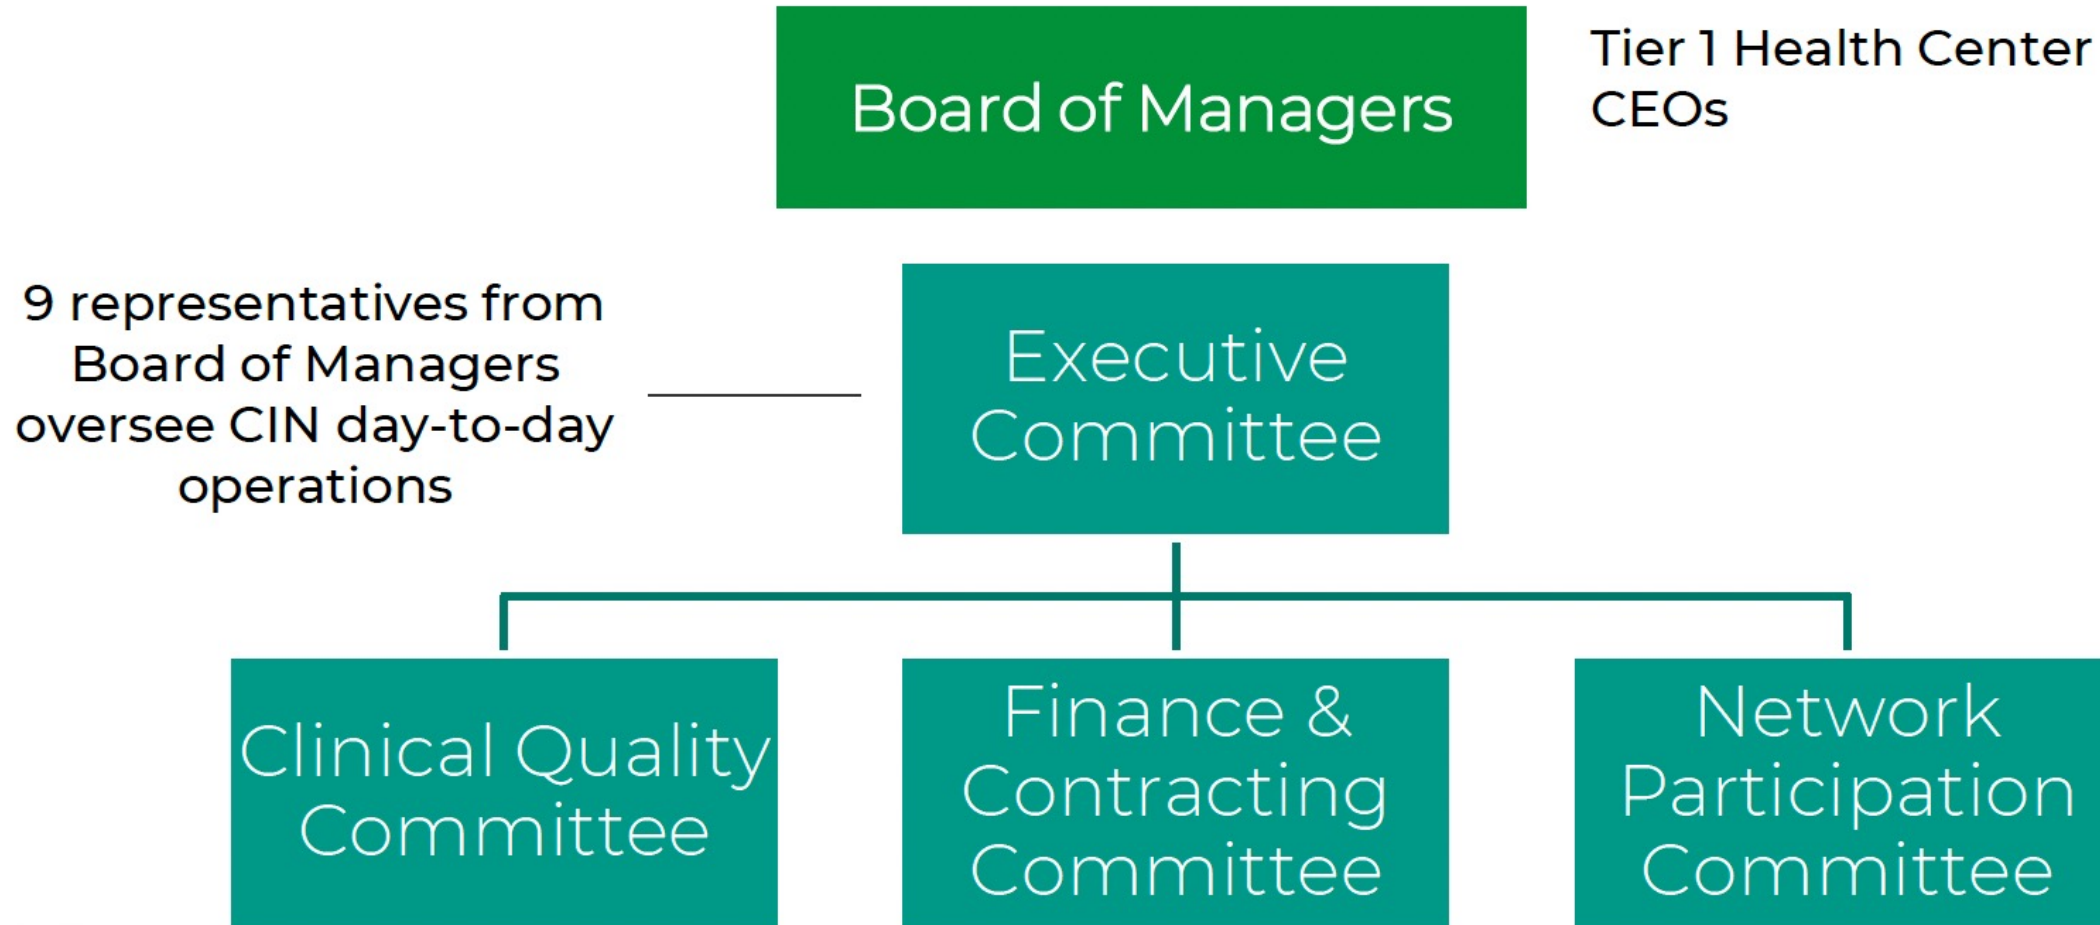 Board of Managers
Tier 1 Health Center
CEOs
9 representatives from
Board of Managers
oversee CIN day-to-day
operations
Executive
Committee
Clinical Quality
Committee
Finance &
Contracting
Committee
Network
Participation
Committee